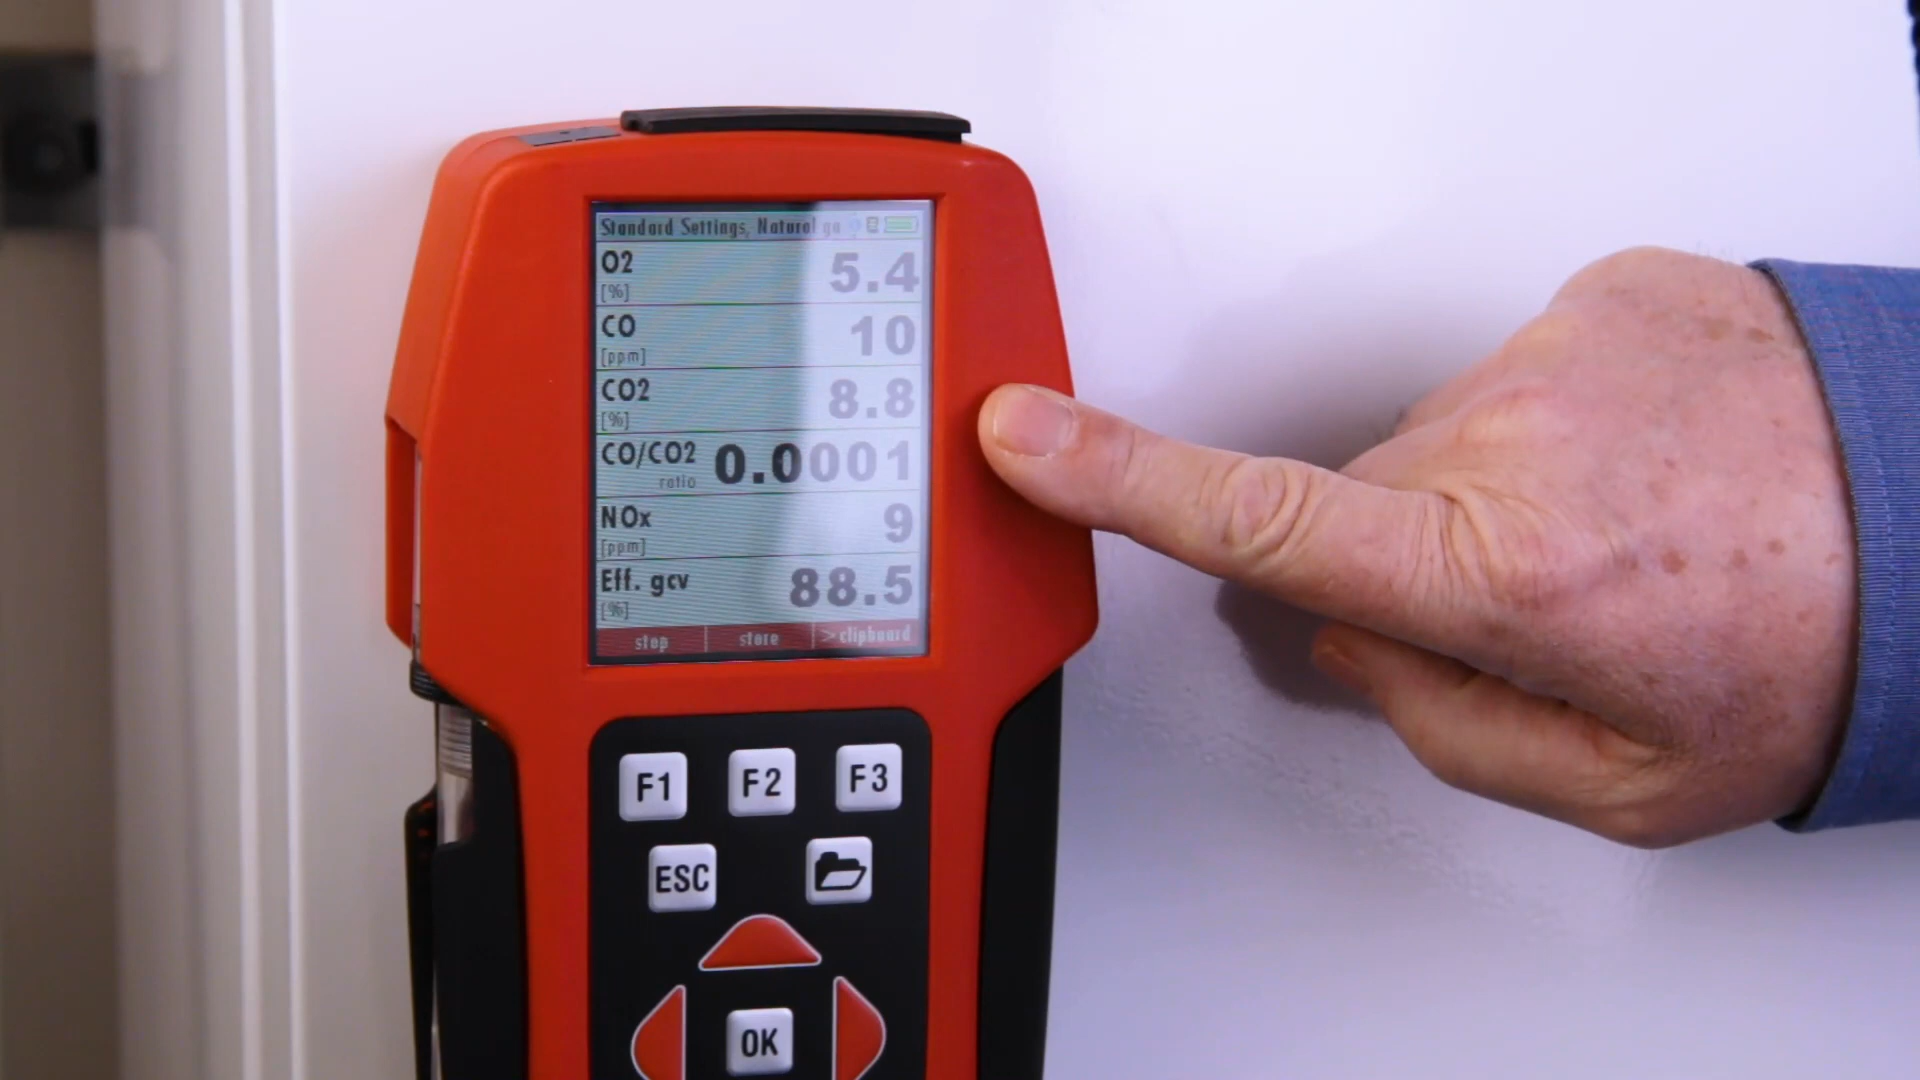 Standard Settings, Natural ga
O2 5.4
[%]
CO 10
[ppm]
CO2 8.8
[%]
CO/CO2 0.0001
ratio
NOx 9
[ppm]
Eff. gcv 88.5
[%]
stop store >clipboard
F1 F2 F3
ESC
OK